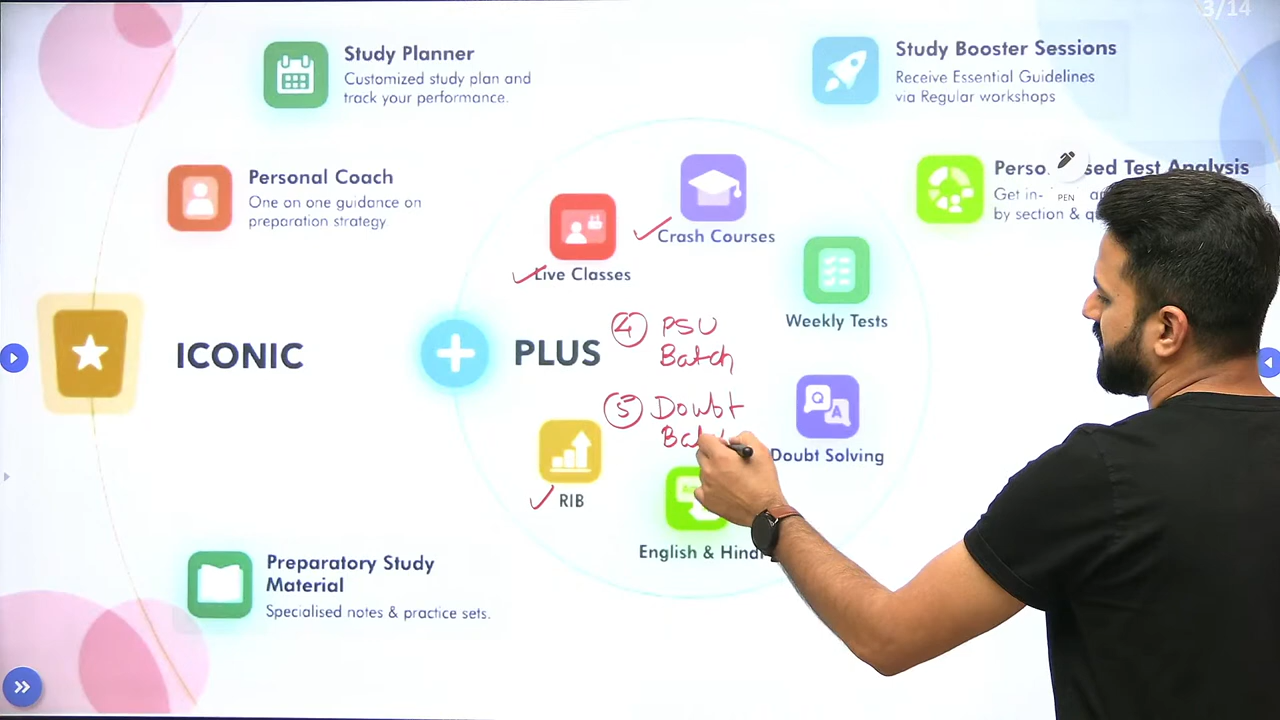 3/14
Study Planner
Customized study plan and
track your performance.
Study Booster Sessions
Receive Essential Guidelines
via Regular workshops
Personal Coach
One on one guidance on
preparation strategy
Test Analysis
Get in-
by section &
PEN
Crash Courses
Live Classes
Weekly Tests
ICONIC
PLUS
4 PSU
Batch
5 Doubt
Doubt Solving
RIB
English &
Preparatory Study
Material
Specialised notes & practice sets.